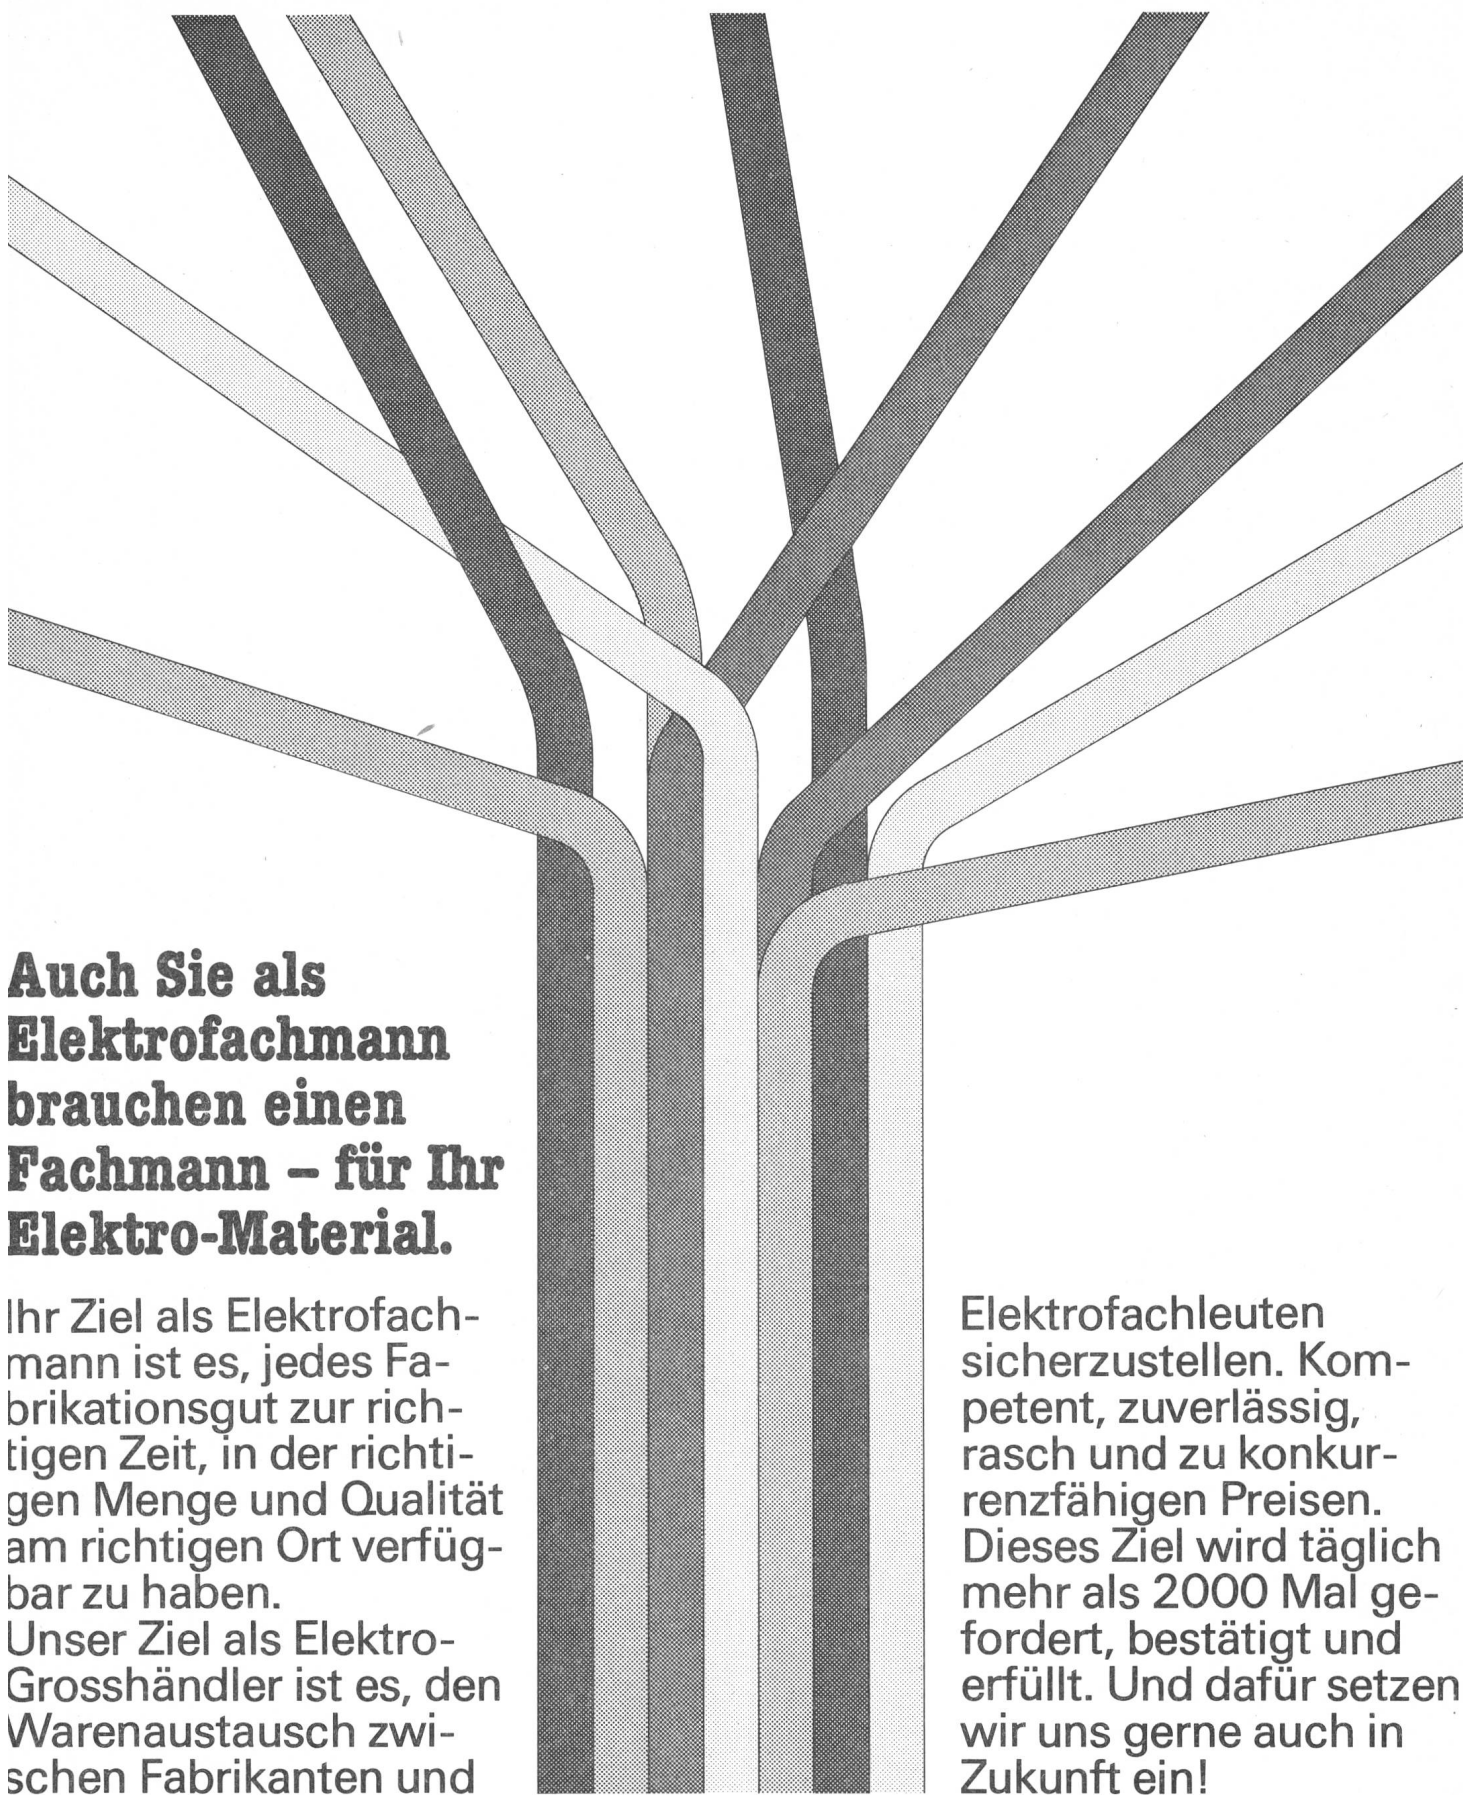 Auch Sie als
Elektrofachmann
brauchen einen
Fachmann – für Ihr
Elektro-Material.
Ihr Ziel als Elektrofach-
mann ist es, jedes Fa-
brikationsgut zur rich-
tigen Zeit, in der richti-
gen Menge und Qualität
am richtigen Ort verfüg-
bar zu haben.
Unser Ziel als Elektro-
Grosshändler ist es, den
Warenaustausch zwi-
schen Fabrikanten und
Elektrofachleuten
sicherzustellen. Kom-
petent, zuverlässig,
rasch und zu konkur-
renzfähigen Preisen.
Dieses Ziel wird täglich
mehr als 2000 Mal ge-
fordert, bestätigt und
erfüllt. Und dafür setzen
wir uns gerne auch in
Zukunft ein!